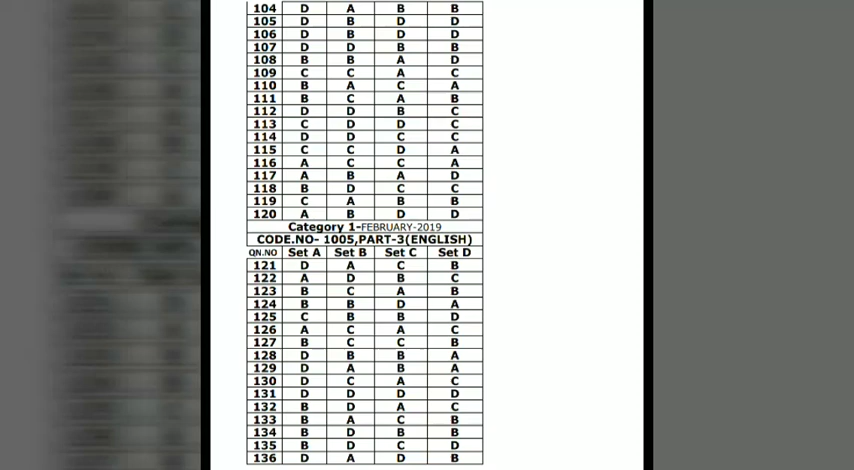 104 D A B B
105 D B D D
106 D B D D
107 D D B B
108 B B A D
109 C C A C
110 B A C A
111 B C A B
112 D D B C
113 C D D C
114 D D C C
115 C C D A
116 A C C A
117 A B A D
118 B D C C
119 C A B B
120 A B D D
Category 1-FEBRUARY-2019
CODE.NO- 1005,PART-3(ENGLISH)
QN.NO Set A Set B Set C Set D
121 D A C B
122 A D B C
123 B C A B
124 B B D A
125 C B B D
126 A C A C
127 B C C B
128 D B B A
129 D A B A
130 D C A C
131 D D D D
132 B D A C
133 B A C B
134 B D B B
135 B D C D
136 D A D B